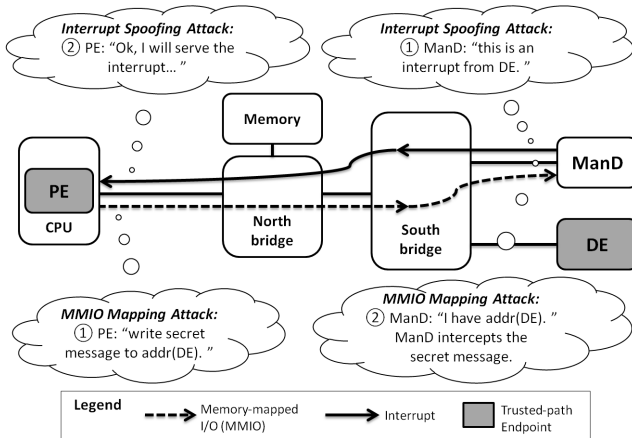 Interrupt Spoofing Attack:
② PE: “Ok, I will serve the
interrupt… ”
Interrupt Spoofing Attack:
① ManD: “this is an
interrupt from DE. ”
Memory
PE
CPU
North
bridge
South
bridge
ManD
DE
MMIO Mapping Attack:
① PE: “write secret
message to addr(DE). ”
MMIO Mapping Attack:
② ManD: “I have addr(DE). ”
ManD intercepts the
secret message.
Legend
Memory-mapped
I/O (MMIO)
Interrupt
Trusted-path
Endpoint